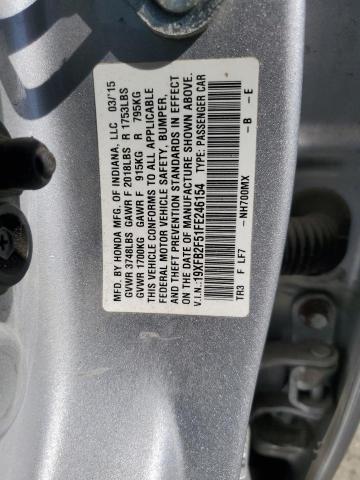 MFD. BY HONDA MFG. OF INDIANA, LLC 03/'15
GVWR 3748LBS GAWR F 2018LBS R 1753LBS
GVWR 1700KG GAWR F 915KG R 795KG
THIS VEHICLE CONFORMS TO ALL APPLICABLE
FEDERAL MOTOR VEHICLE SAFETY, BUMPER,
AND THEFT PREVENTION STANDARDS IN EFFECT
ON THE DATE OF MANUFACTURE SHOWN ABOVE.
V.I.N.:19XFB2F51FE246154 TYPE: PASSENGER CAR
TR3 F LF7 -NH700MX -B -E